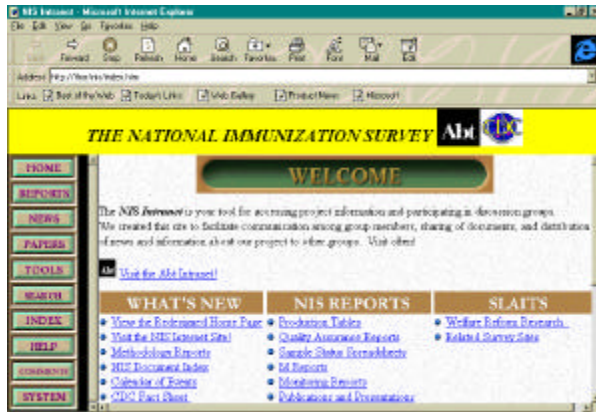 NIS Intranet - Microsoft Internet Explorer
File Edit View Go Favorites Help
Forward Stop Refresh Home Search Favorites Print Font Mail Edit
Address
Links Best of the Web Today's Links Web Gallery Product News Microsoft
THE NATIONAL IMMUNIZATION SURVEY Abt CDC
HOME
REPORTS
NEWS
PAPERS
TOOLS
SEARCH
INDEX
HELP
COMMENTS
SYSTEM
WELCOME
The NIS Intranet is your tool for accessing project information and participating in discussion groups.
We created this site to facilitate communication among group members, sharing of documents, and distribution
of news and information about our project to other groups. Visit often!
Abt Visit the Abt Intranet!
WHAT'S NEW
View the Redesigned Home Page
Visit the NIS Internet Site!
Methodology Reports
NIS Document Index
Calendar of Events
CDC Fact Sheet
NIS REPORTS
Production Tables
Quality Assurance Reports
Sample Status Spreadsheets
M Reports
Monitoring Reports
Publications and Presentations
SLAITS
Welfare Reform Research
Related Survey Sites